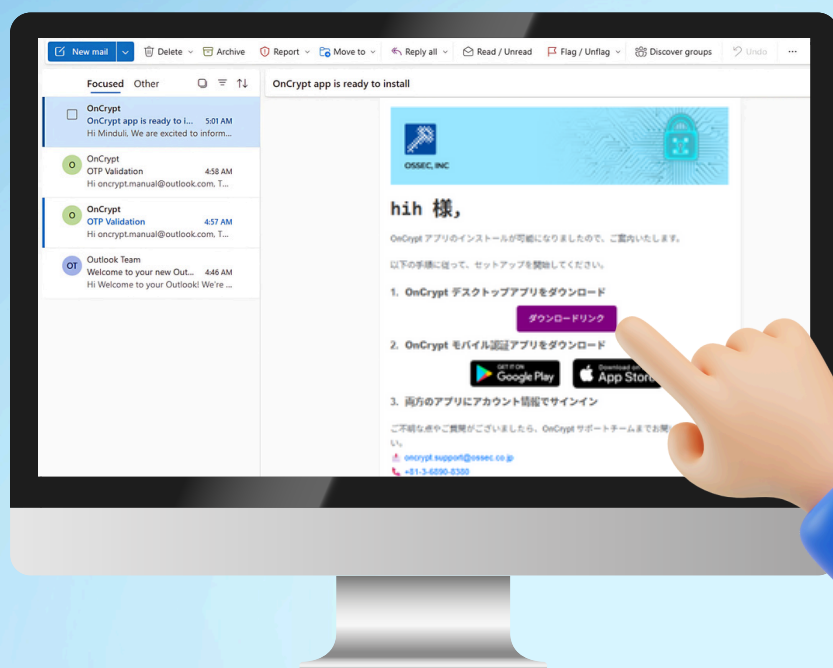 New mail Delete Archive Report Move to Reply all Read / Unread Flag / Unflag Discover groups Undo ...
Focused Other
OnCrypt
OnCrypt app is ready to i... 5:01 AM
Hi Minduli, We are excited to inform...
O
OnCrypt
OTP Validation 4:58 AM
Hi oncrypt.manual@outlook.com, T...
O
OnCrypt
OTP Validation 4:57 AM
Hi oncrypt.manual@outlook.com, T...
OT
Outlook Team
Welcome to your new Out... 4:46 AM
Hi Welcome to your Outlook! We're ...
OnCrypt app is ready to install
OSSEC, INC
hih 様,
OnCrypt アプリのインストールが可能になりましたので、ご案内いたします。
以下の手順に従って、セットアップを開始してください。
1. OnCrypt デスクトップアプリをダウンロード
ダウンロードリンク
2. OnCrypt モバイル認証アプリをダウンロード
GET IT ON
Google Play
Download on
App Store
3. 両方のアプリにアカウント情報でサインイン
ご不明な点やご質問がございましたら、OnCrypt サポートチームまでお問
い。
oncrypt.support@ossec.co.jp
+81-3-6890-8380